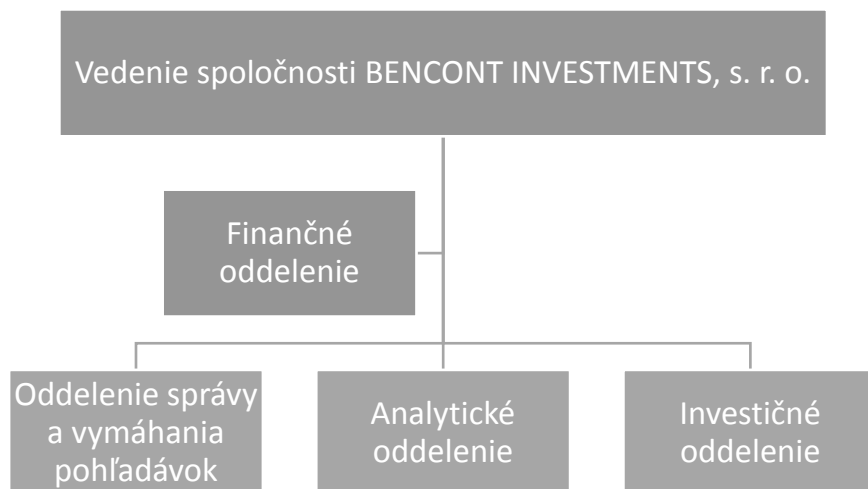 Vedenie spoločnosti BENCONT INVESTMENTS, s. r. o.
Finančné
oddelenie
Oddelenie správy
a vymáhania
pohľadávok
Analytické
oddelenie
Investičné
oddelenie